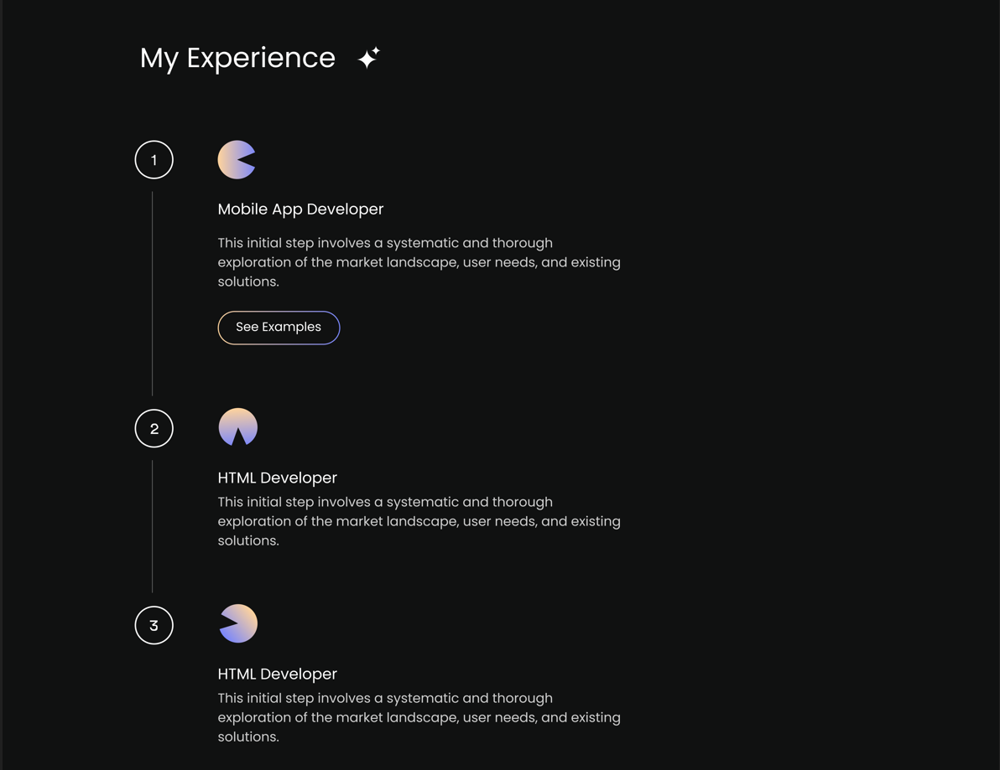 My Experience
1
Mobile App Developer
This initial step involves a systematic and thorough
exploration of the market landscape, user needs, and existing
solutions.
See Examples
2
HTML Developer
This initial step involves a systematic and thorough
exploration of the market landscape, user needs, and existing
solutions.
3
HTML Developer
This initial step involves a systematic and thorough
exploration of the market landscape, user needs, and existing
solutions.